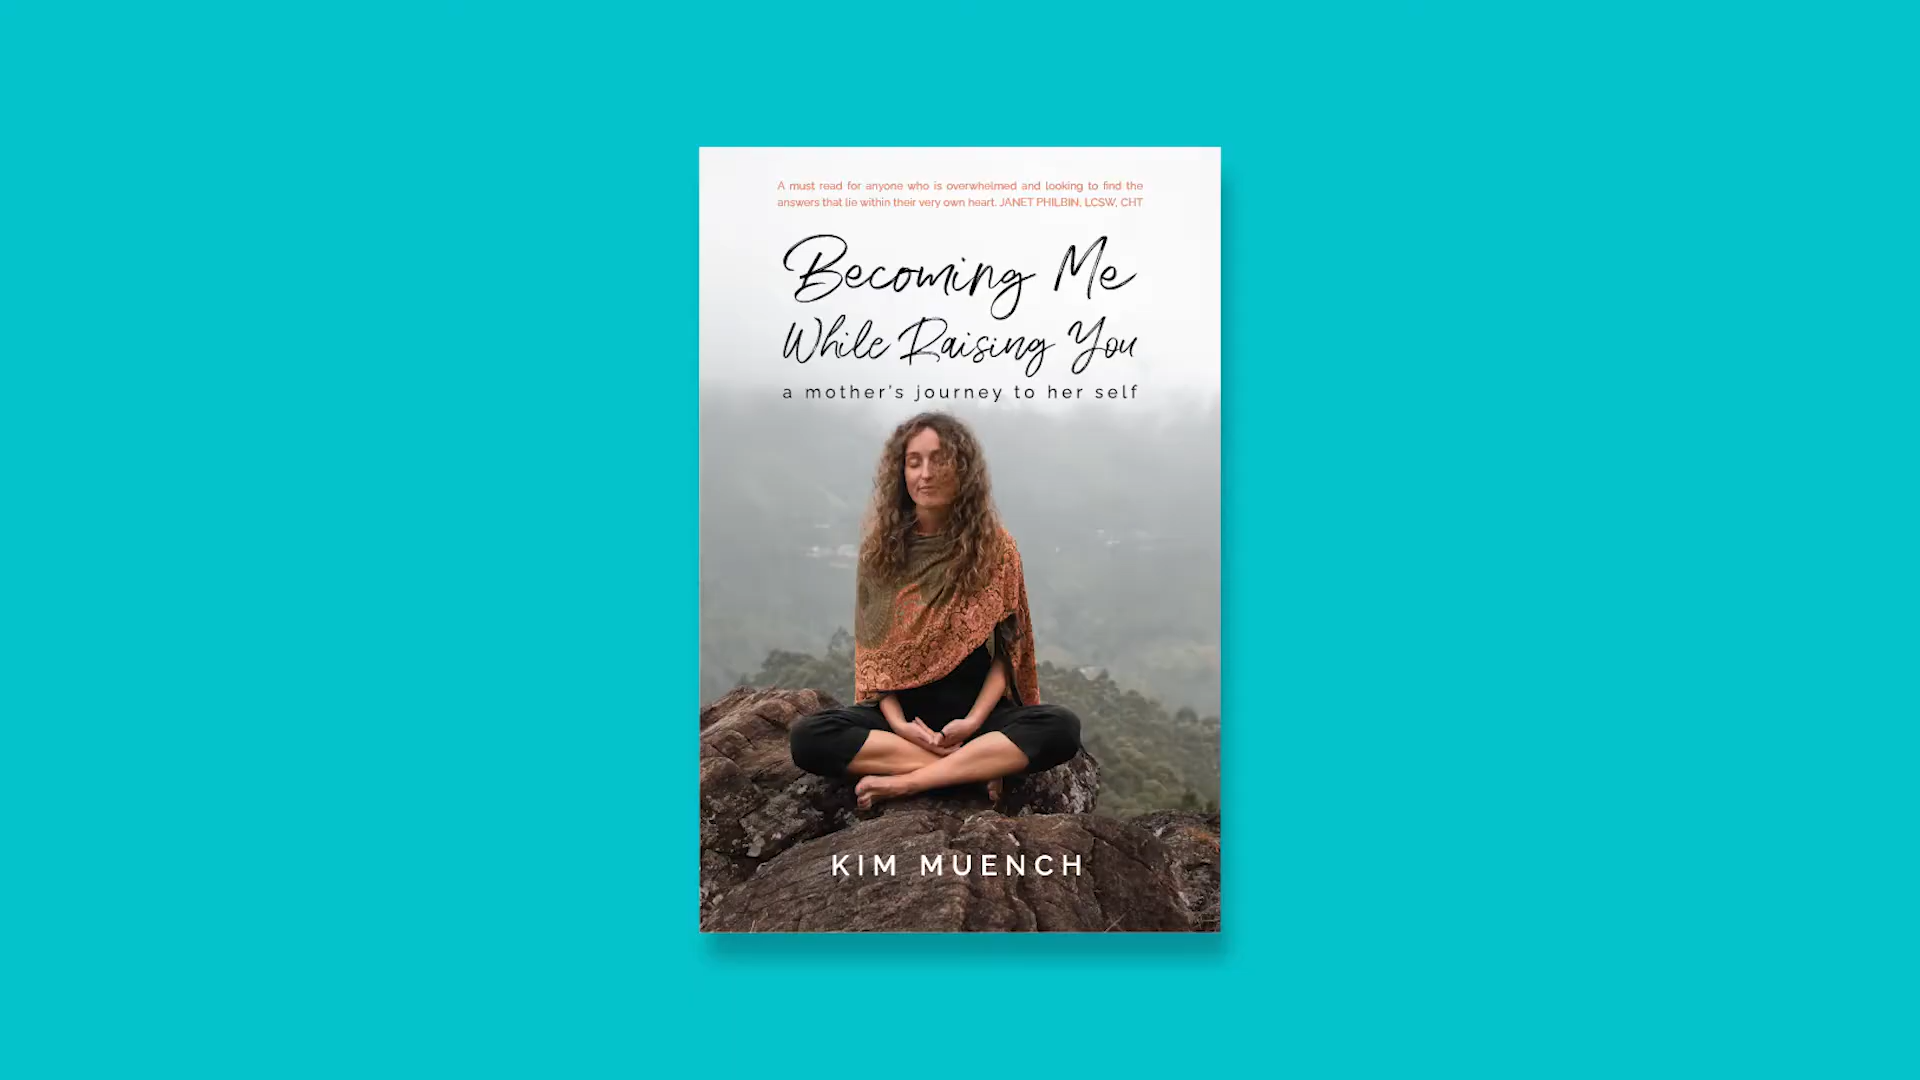 A must read for anyone who is overwhelmed and looking to find the
answers that lie within their very own heart. JANET PHILBIN, LCSW, CHT
Becoming Me
While Raising You
a mother's journey to her self
KIM MUENCH